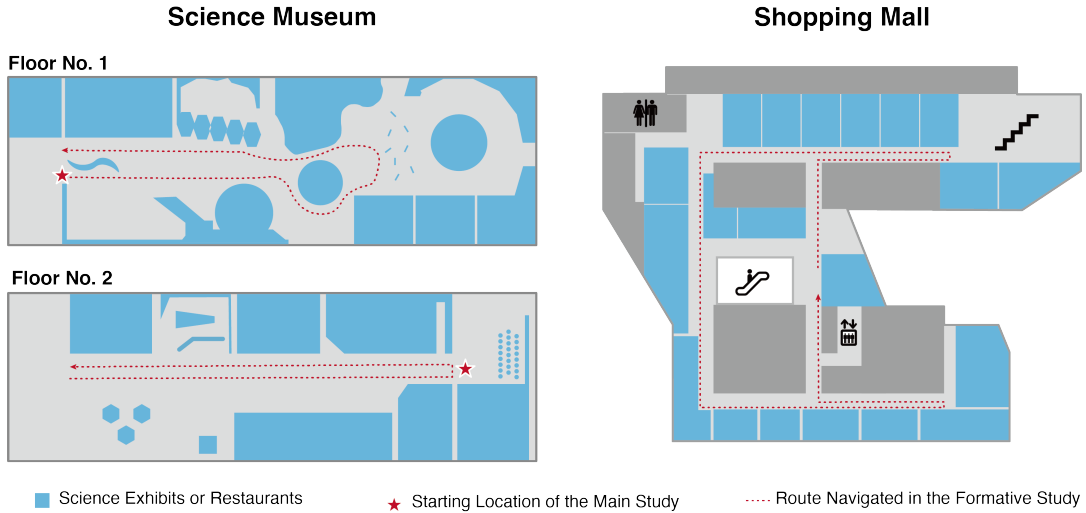 Science Museum
Shopping Mall
Floor No. 1
Floor No. 2
Science Exhibits or Restaurants
Starting Location of the Main Study
Route Navigated in the Formative Study